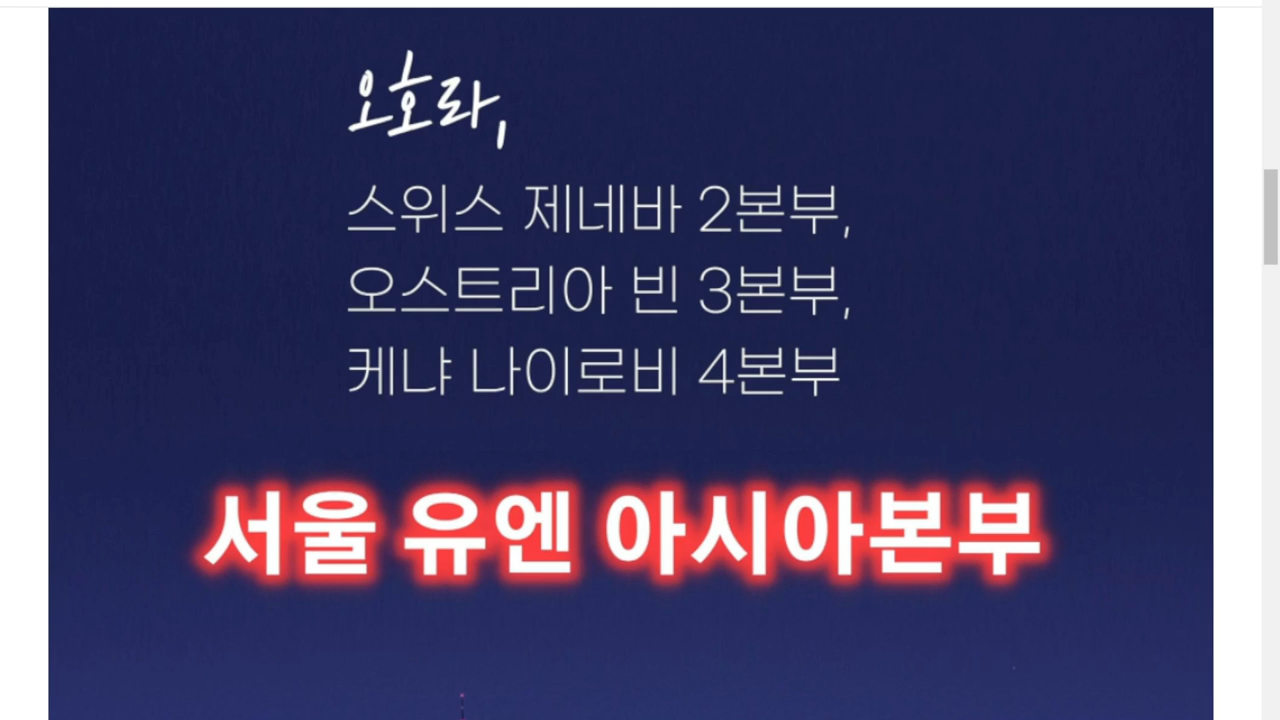 오호라,
스위스 제네바 2본부,
오스트리아 빈 3본부,
케냐 나이로비 4본부
서울 유엔 아시아본부